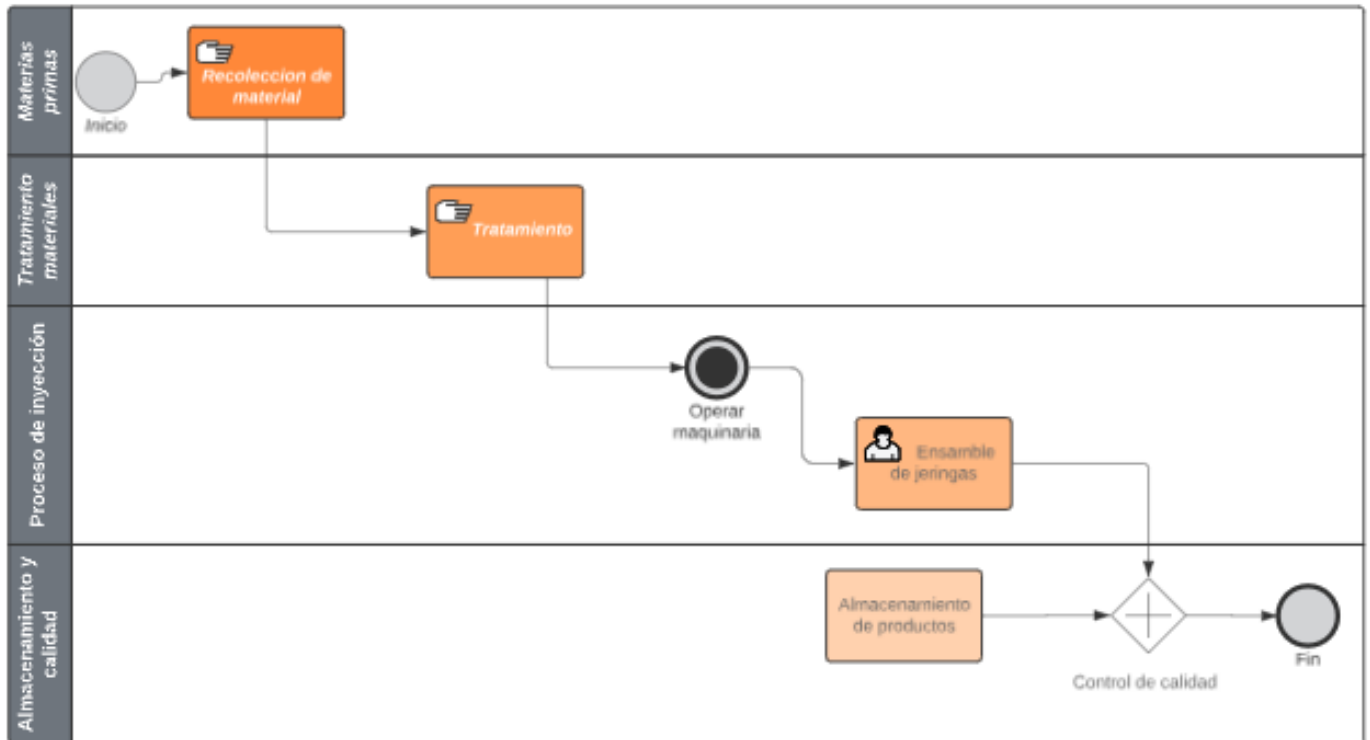 Materias
primas
Inicio
Recoleccion de
material
Tratamiento
materiales
Tratamiento
Proceso de inyección
Operar
maquinaria
Ensamble
de jeringas
Almacenamiento y
calidad
Almacenamiento
de productos
Control de calidad
Fin